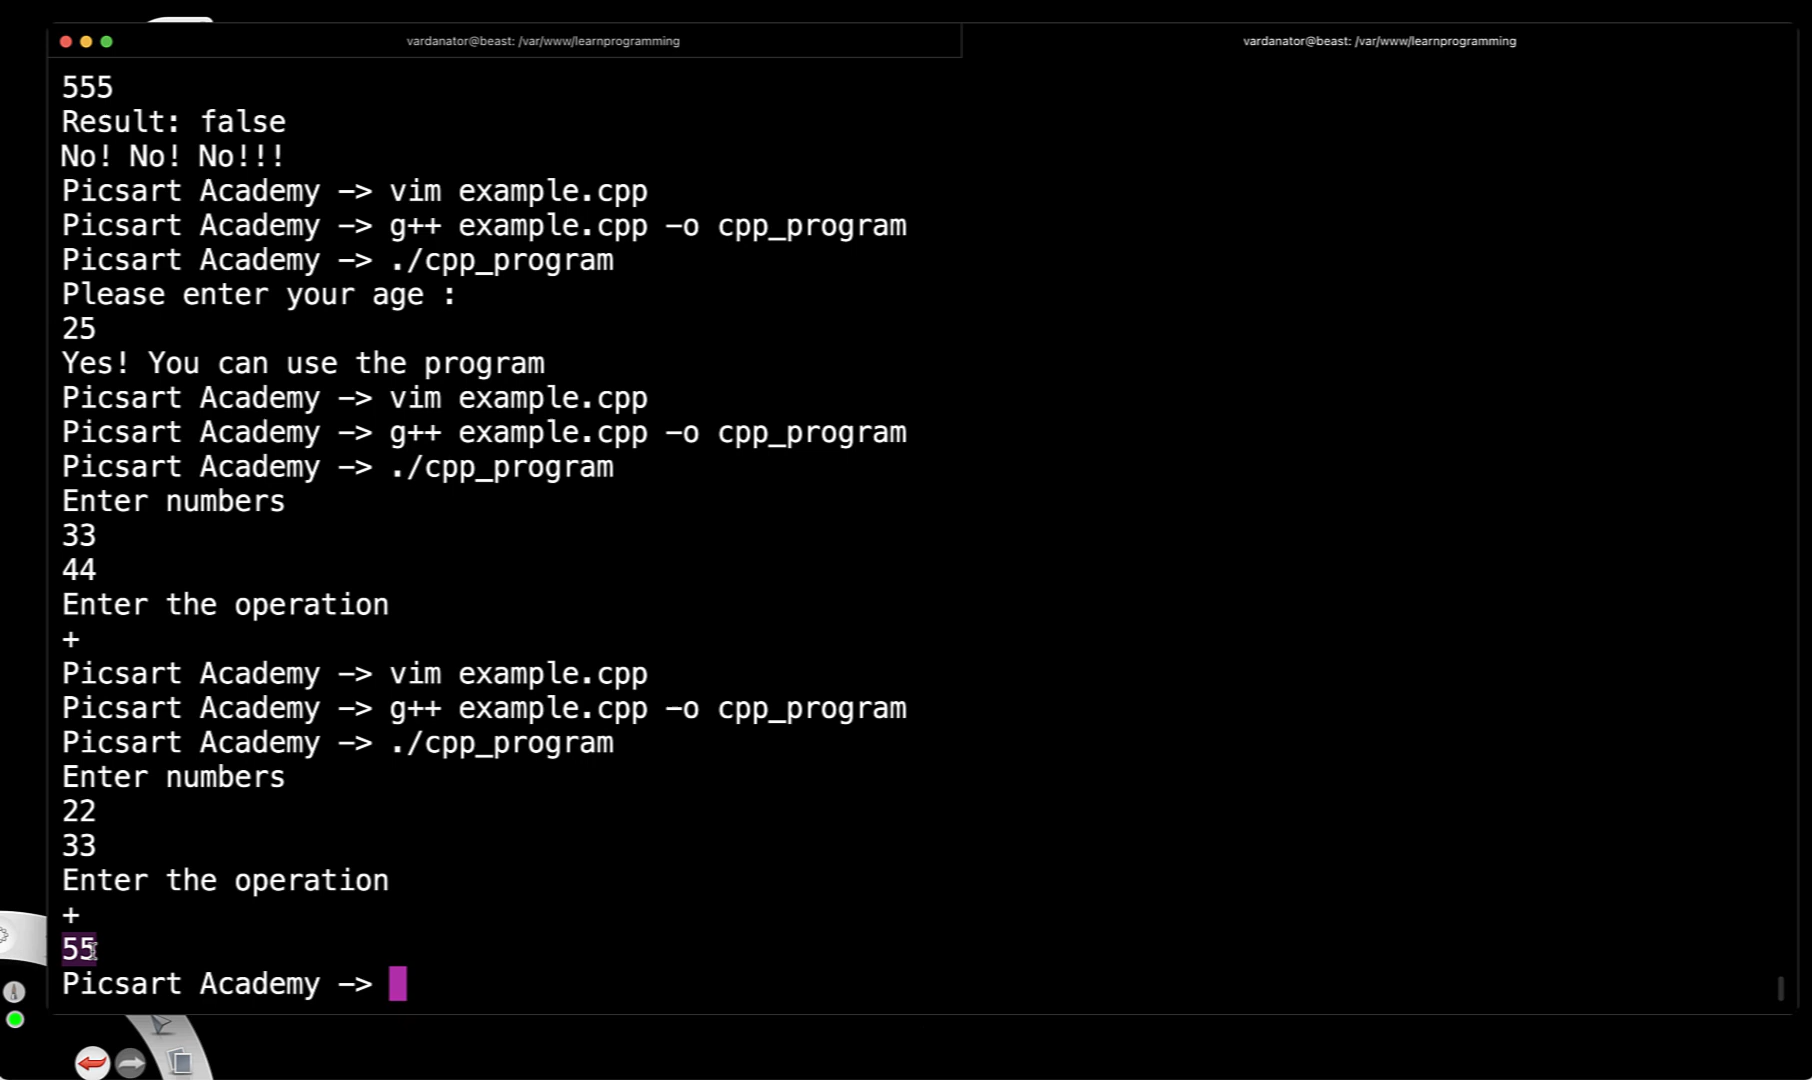 vardanator@beast: /var/www/learnprogramming
vardanator@beast: /var/www/learnprogramming
555
Result: false
No! No! No!!!
Picsart Academy -> vim example.cpp
Picsart Academy -> g++ example.cpp -o cpp_program
Picsart Academy -> ./cpp_program
Please enter your age :
25
Yes! You can use the program
Picsart Academy -> vim example.cpp
Picsart Academy -> g++ example.cpp -o cpp_program
Picsart Academy -> ./cpp_program
Enter numbers
33
44
Enter the operation
+
Picsart Academy -> vim example.cpp
Picsart Academy -> g++ example.cpp -o cpp_program
Picsart Academy -> ./cpp_program
Enter numbers
22
33
Enter the operation
+
55
Picsart Academy ->